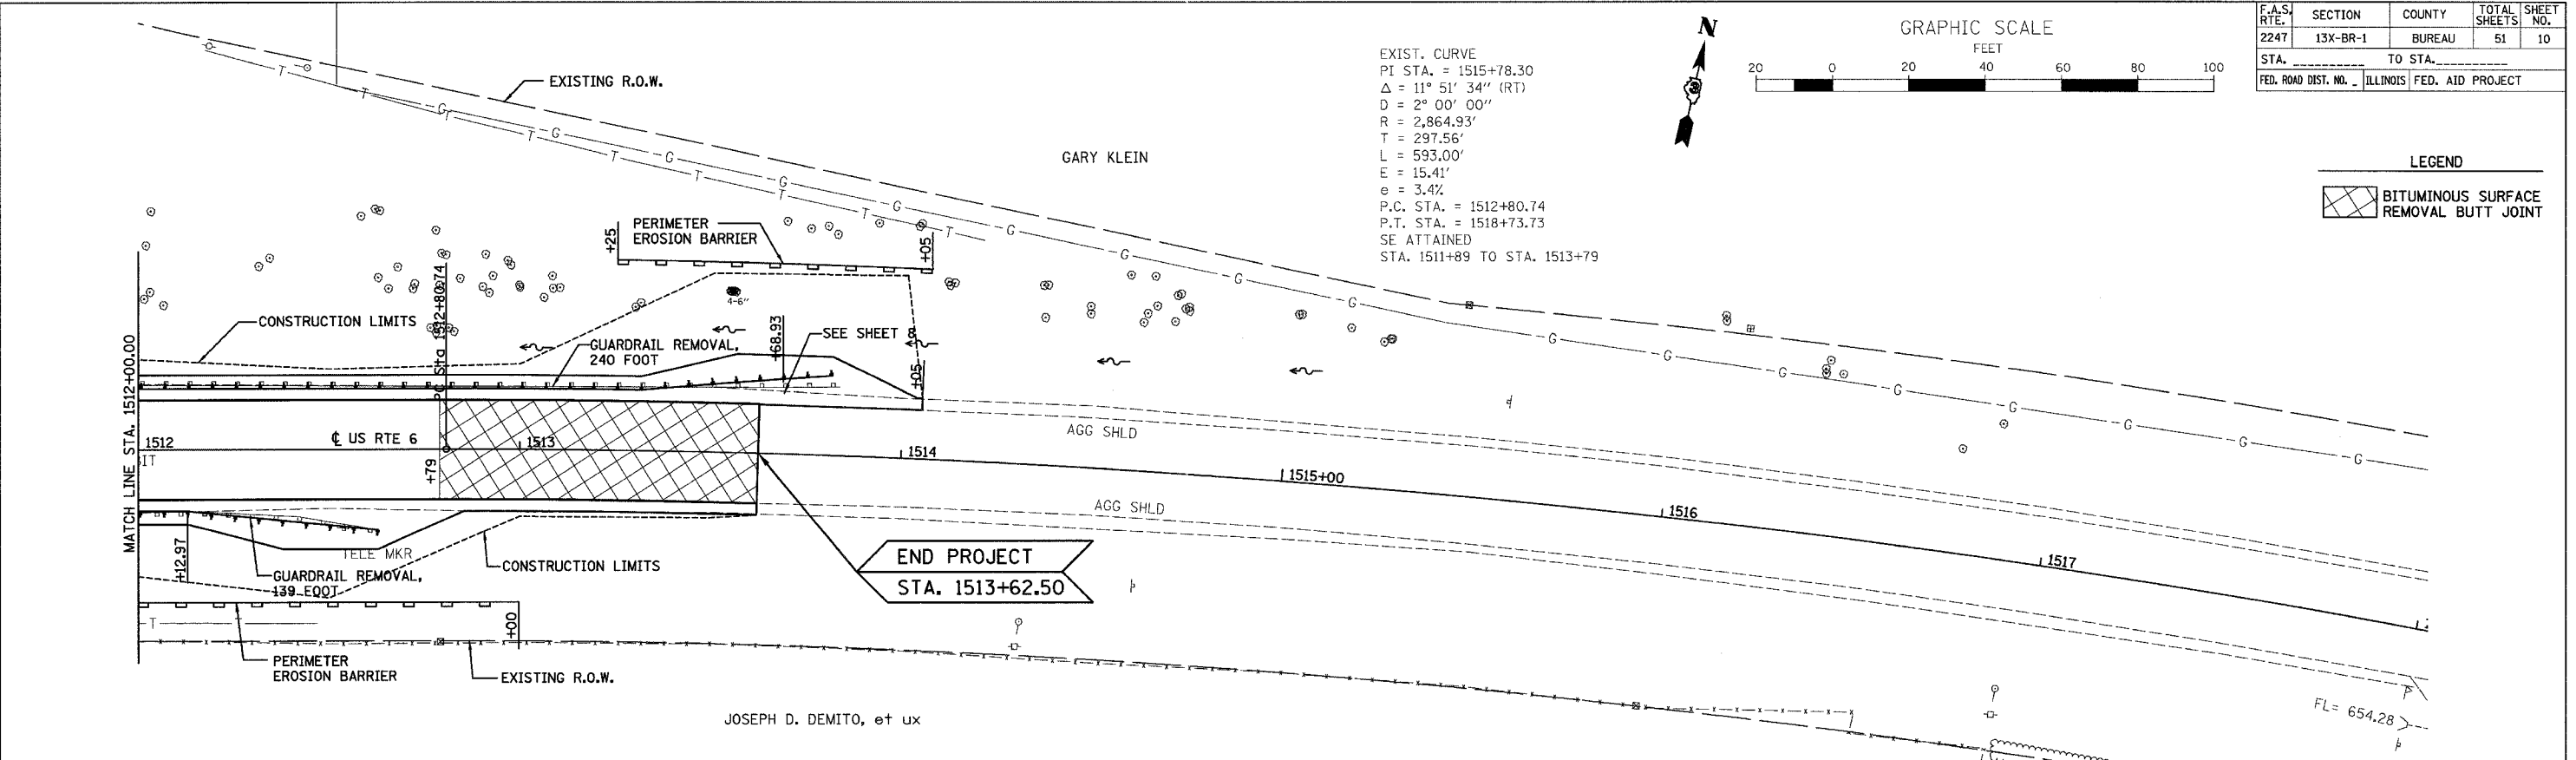 F.A.S. RTE. SECTION COUNTY TOTAL SHEETS SHEET NO.
2247 13X-BR-1 BUREAU 51 10
STA. __________ TO STA.__________
FED. ROAD DIST. NO. _ ILLINOIS FED. AID PROJECT
GRAPHIC SCALE
FEET
20 0 20 40 60 80 100
N
LEGEND
BITUMINOUS SURFACE
REMOVAL BUTT JOINT
EXIST. CURVE
PI STA. = 1515+78.30
Δ = 11° 51' 34" (RT)
D = 2° 00' 00"
R = 2,864.93'
T = 297.56'
L = 593.00'
E = 15.41'
e = 3.4%
P.C. STA. = 1512+80.74
P.T. STA. = 1518+73.73
SE ATTAINED
STA. 1511+89 TO STA. 1513+79
EXISTING R.O.W.
GARY KLEIN
T T T T T T T T T
G G G G G G G G G G G G G G G G G G
+25
PERIMETER
EROSION BARRIER
+05
4-6"
CONSTRUCTION LIMITS
PC Sta 1512+80.74
GUARDRAIL REMOVAL,
240 FOOT
+68.93
SEE SHEET 8
+05
MATCH LINE STA. 1512+00.00
1512
℄ US RTE 6
1513
1514
1515+00
1516
1517
BIT
+79
AGG SHLD
AGG SHLD
+12.97
TELE MKR
GUARDRAIL REMOVAL,
139 FOOT
CONSTRUCTION LIMITS
END PROJECT
STA. 1513+62.50
T
+00
PERIMETER
EROSION BARRIER
EXISTING R.O.W.
JOSEPH D. DEMITO, et ux
FL= 654.28